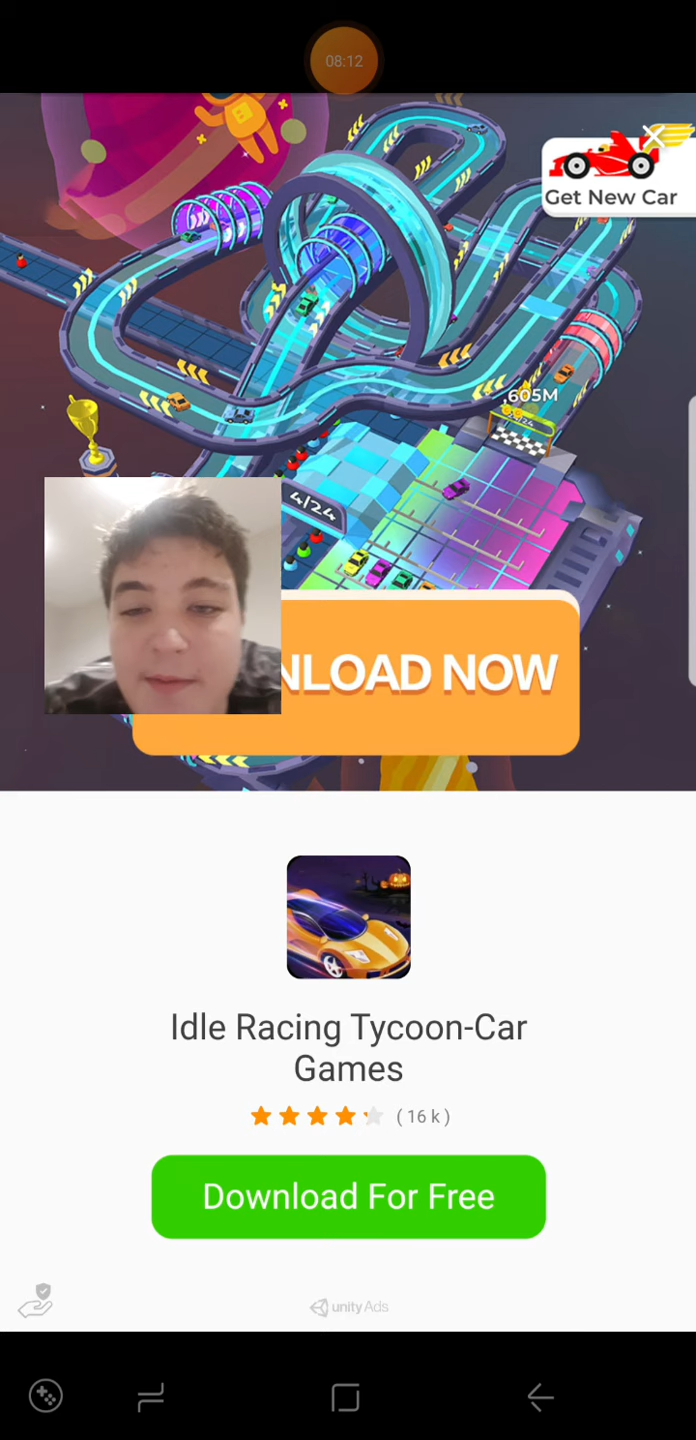 08:12
Get New Car
.605M
4/24
NLOAD NOW
Idle Racing Tycoon-Car
Games
( 16 k )
Download For Free
unity Ads